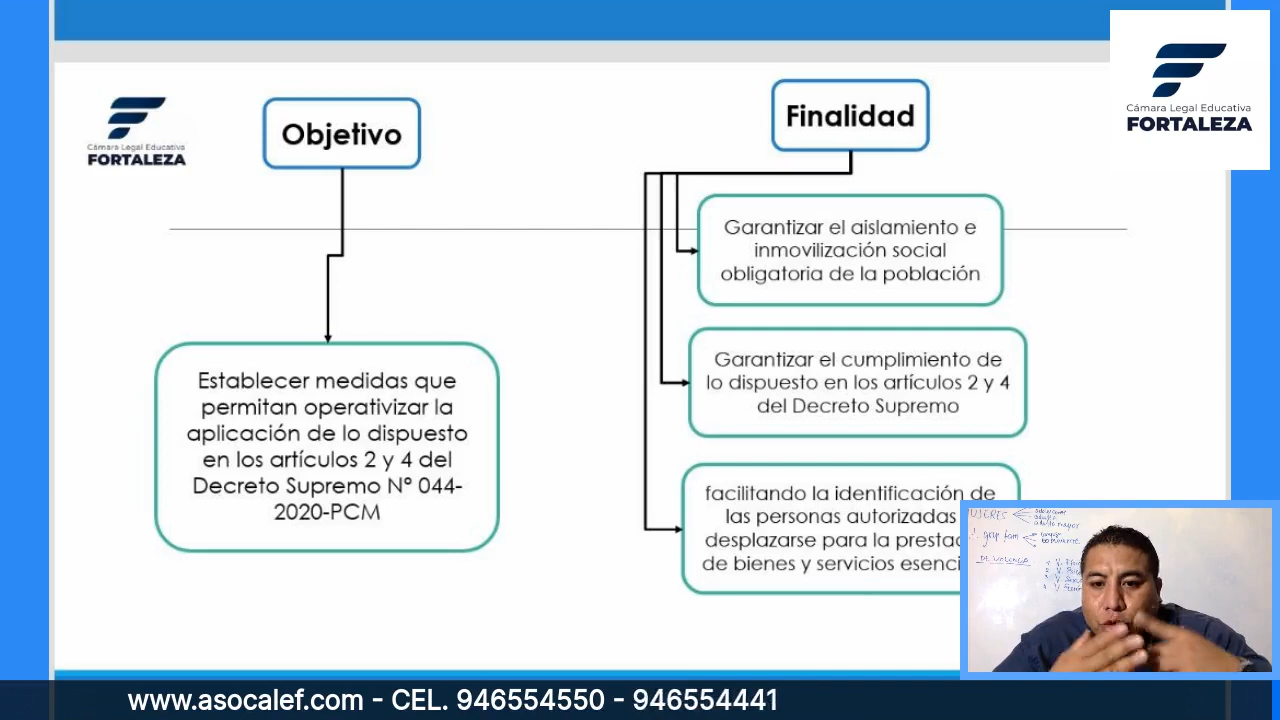 Cámara Legal Educativa
FORTALEZA
Objetivo
Finalidad
Cámara Legal Educativa
FORTALEZA
Establecer medidas que
permitan operativizar la
aplicación de lo dispuesto
en los artículos 2 y 4 del
Decreto Supremo Nº 044-
2020-PCM
Garantizar el aislamiento e
inmovilización social
obligatoria de la población
Garantizar el cumplimiento de
lo dispuesto en los artículos 2 y 4
del Decreto Supremo
facilitando la identificación de
las personas autorizadas
desplazarse para la
de bienes y servicios
adulto mayor
www.asocalef.com - CEL. 946554550 - 946554441